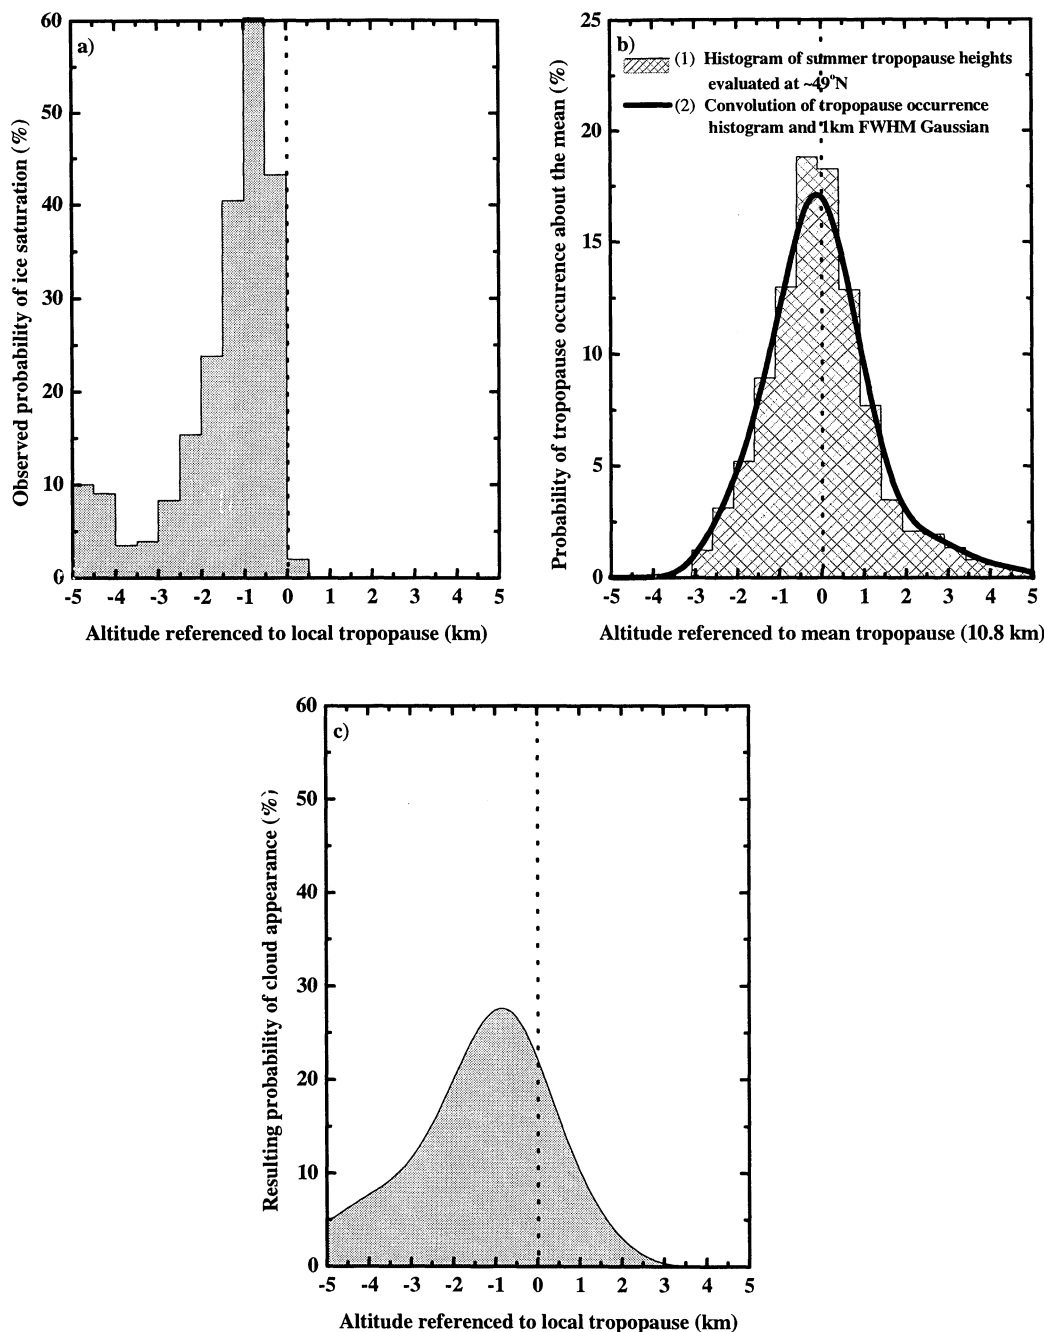 a)
60
50
40
30
20
10
0
Observed probability of ice saturation (%)
-5 -4 -3 -2 -1 0 1 2 3 4 5
Altitude referenced to local tropopause (km)
b)
(1) Histogram of summer tropopause heights
evaluated at ~49°N
(2) Convolution of tropopause occurrence
histogram and 1km FWHM Gaussian
25
20
15
10
5
0
Probability of tropopause occurence about the mean (%)
-5 -4 -3 -2 -1 0 1 2 3 4 5
Altitude referenced to mean tropopause (10.8 km)
c)
60
50
40
30
20
10
0
Resulting probability of cloud appearance (%)
-5 -4 -3 -2 -1 0 1 2 3 4 5
Altitude referenced to local tropopause (km)